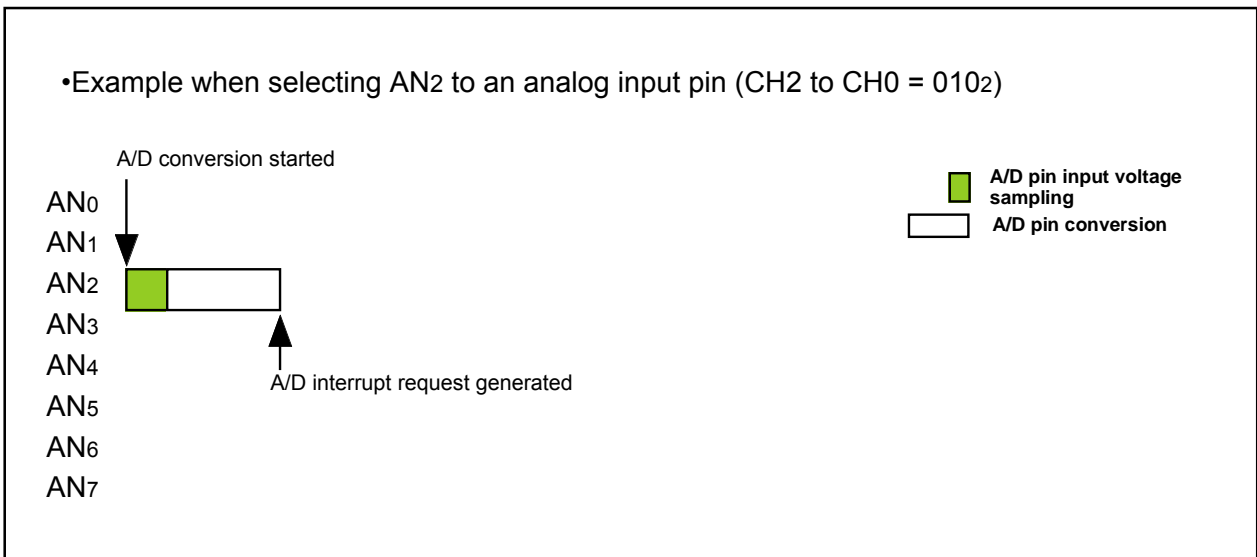 •Example when selecting AN2 to an analog input pin (CH2 to CH0 = 0102)
A/D conversion started
A/D pin input voltage
sampling
A/D pin conversion
AN0
AN1
AN2
AN3
AN4
AN5
AN6
AN7
A/D interrupt request generated